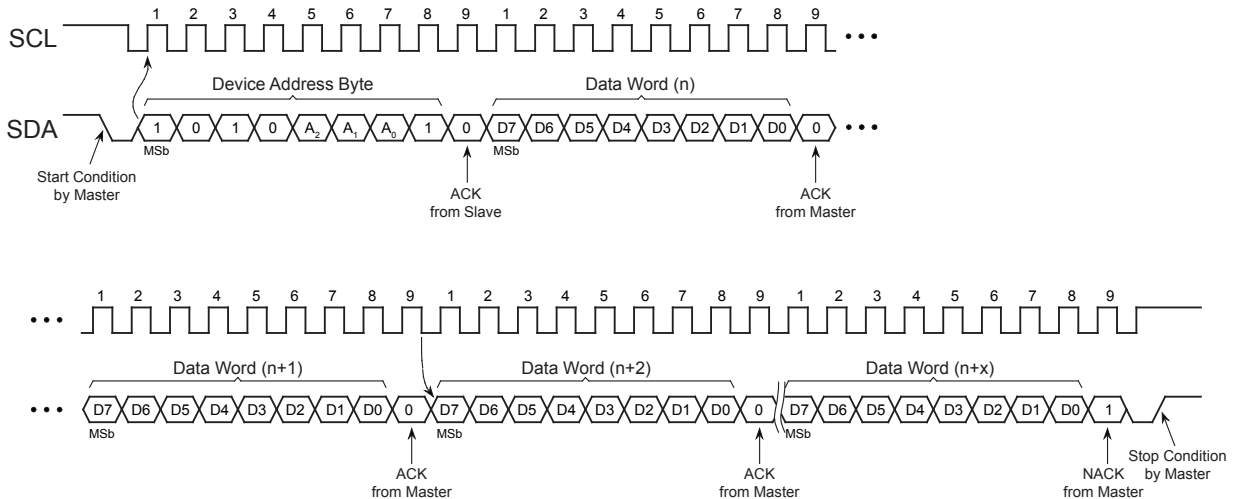 1 2 3 4 5 6 7 8 9 1 2 3 4 5 6 7 8 9
SCL
Device Address Byte Data Word (n)
SDA 1 0 1 0 A2 A1 A0 1 0 D7 D6 D5 D4 D3 D2 D1 D0 0
MSb MSb
Start Condition
by Master
ACK
from Slave
ACK
from Master
1 2 3 4 5 6 7 8 9 1 2 3 4 5 6 7 8 9 1 2 3 4 5 6 7 8 9
Data Word (n+1) Data Word (n+2) Data Word (n+x)
D7 D6 D5 D4 D3 D2 D1 D0 0 D7 D6 D5 D4 D3 D2 D1 D0 0 D7 D6 D5 D4 D3 D2 D1 D0 1
MSb MSb MSb
ACK
from Master
ACK
from Master
NACK
from Master
Stop Condition
by Master